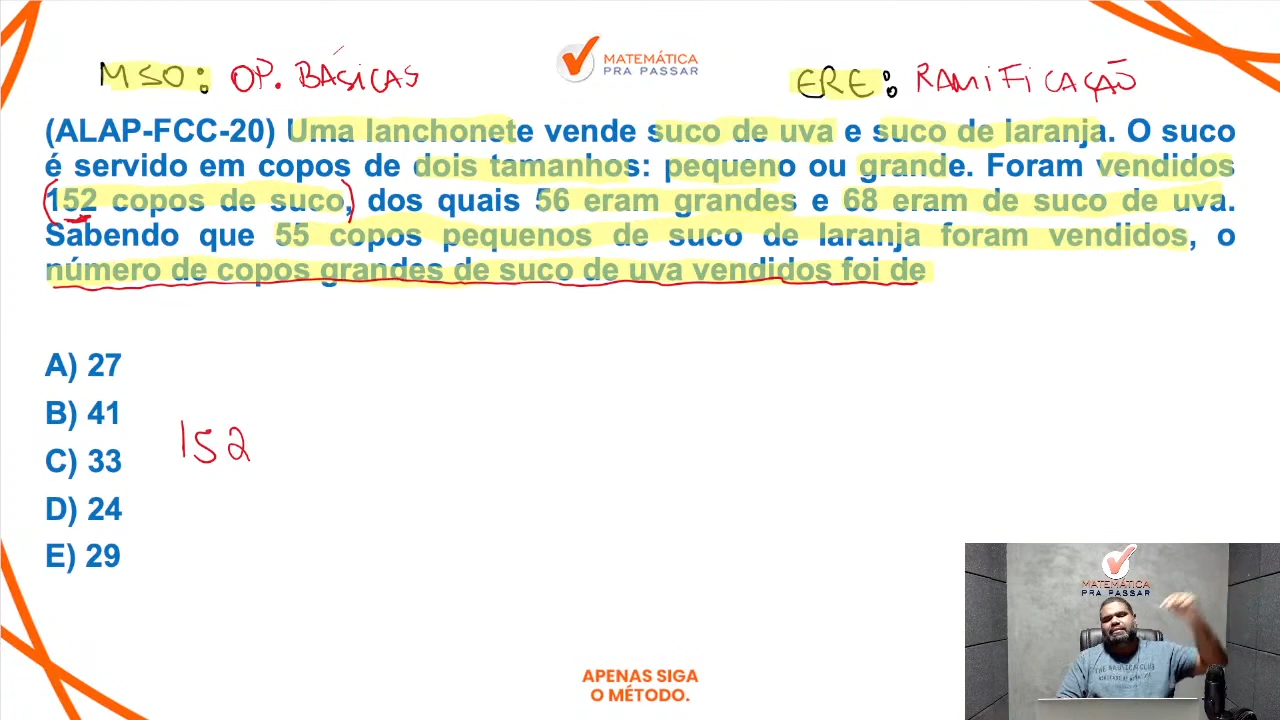 MSO: OP. BÁSICAS
MATEMÁTICA
PRA PASSAR
ERE: RAMIFICAÇÃO
(ALAP-FCC-20) Uma lanchonete vende suco de uva e suco de laranja. O suco
é servido em copos de dois tamanhos: pequeno ou grande. Foram vendidos
152 copos de suco, dos quais 56 eram grandes e 68 eram de suco de uva.
Sabendo que 55 copos pequenos de suco de laranja foram vendidos, o
número de copos grandes de suco de uva vendidos foi de
A) 27
B) 41
C) 33
D) 24
E) 29
152
MATEMÁTICA
PRA PASSAR
THE NAUTICAL CLUB
APENAS SIGA
O MÉTODO.